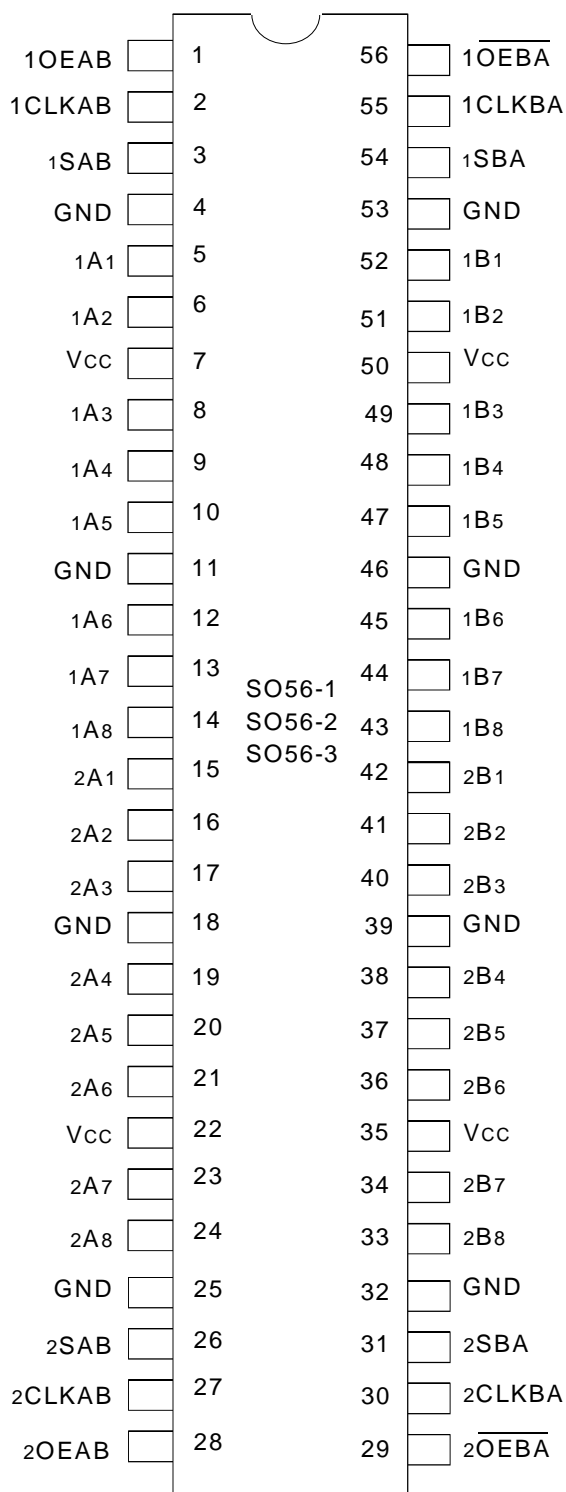 1OEAB 1 56 1O̅E̅B̅A̅
1CLKAB 2 55 1CLKBA
1SAB 3 54 1SBA
GND 4 53 GND
1A1 5 52 1B1
1A2 6 51 1B2
VCC 7 50 VCC
1A3 8 49 1B3
1A4 9 48 1B4
1A5 10 47 1B5
GND 11 46 GND
1A6 12 45 1B6
1A7 13 44 1B7
SO56-1
1A8 14 43 1B8
SO56-2
SO56-3
2A1 15 42 2B1
2A2 16 41 2B2
2A3 17 40 2B3
GND 18 39 GND
2A4 19 38 2B4
2A5 20 37 2B5
2A6 21 36 2B6
VCC 22 35 VCC
2A7 23 34 2B7
2A8 24 33 2B8
GND 25 32 GND
2SAB 26 31 2SBA
2CLKAB 27 30 2CLKBA
2OEAB 28 29 2O̅E̅B̅A̅